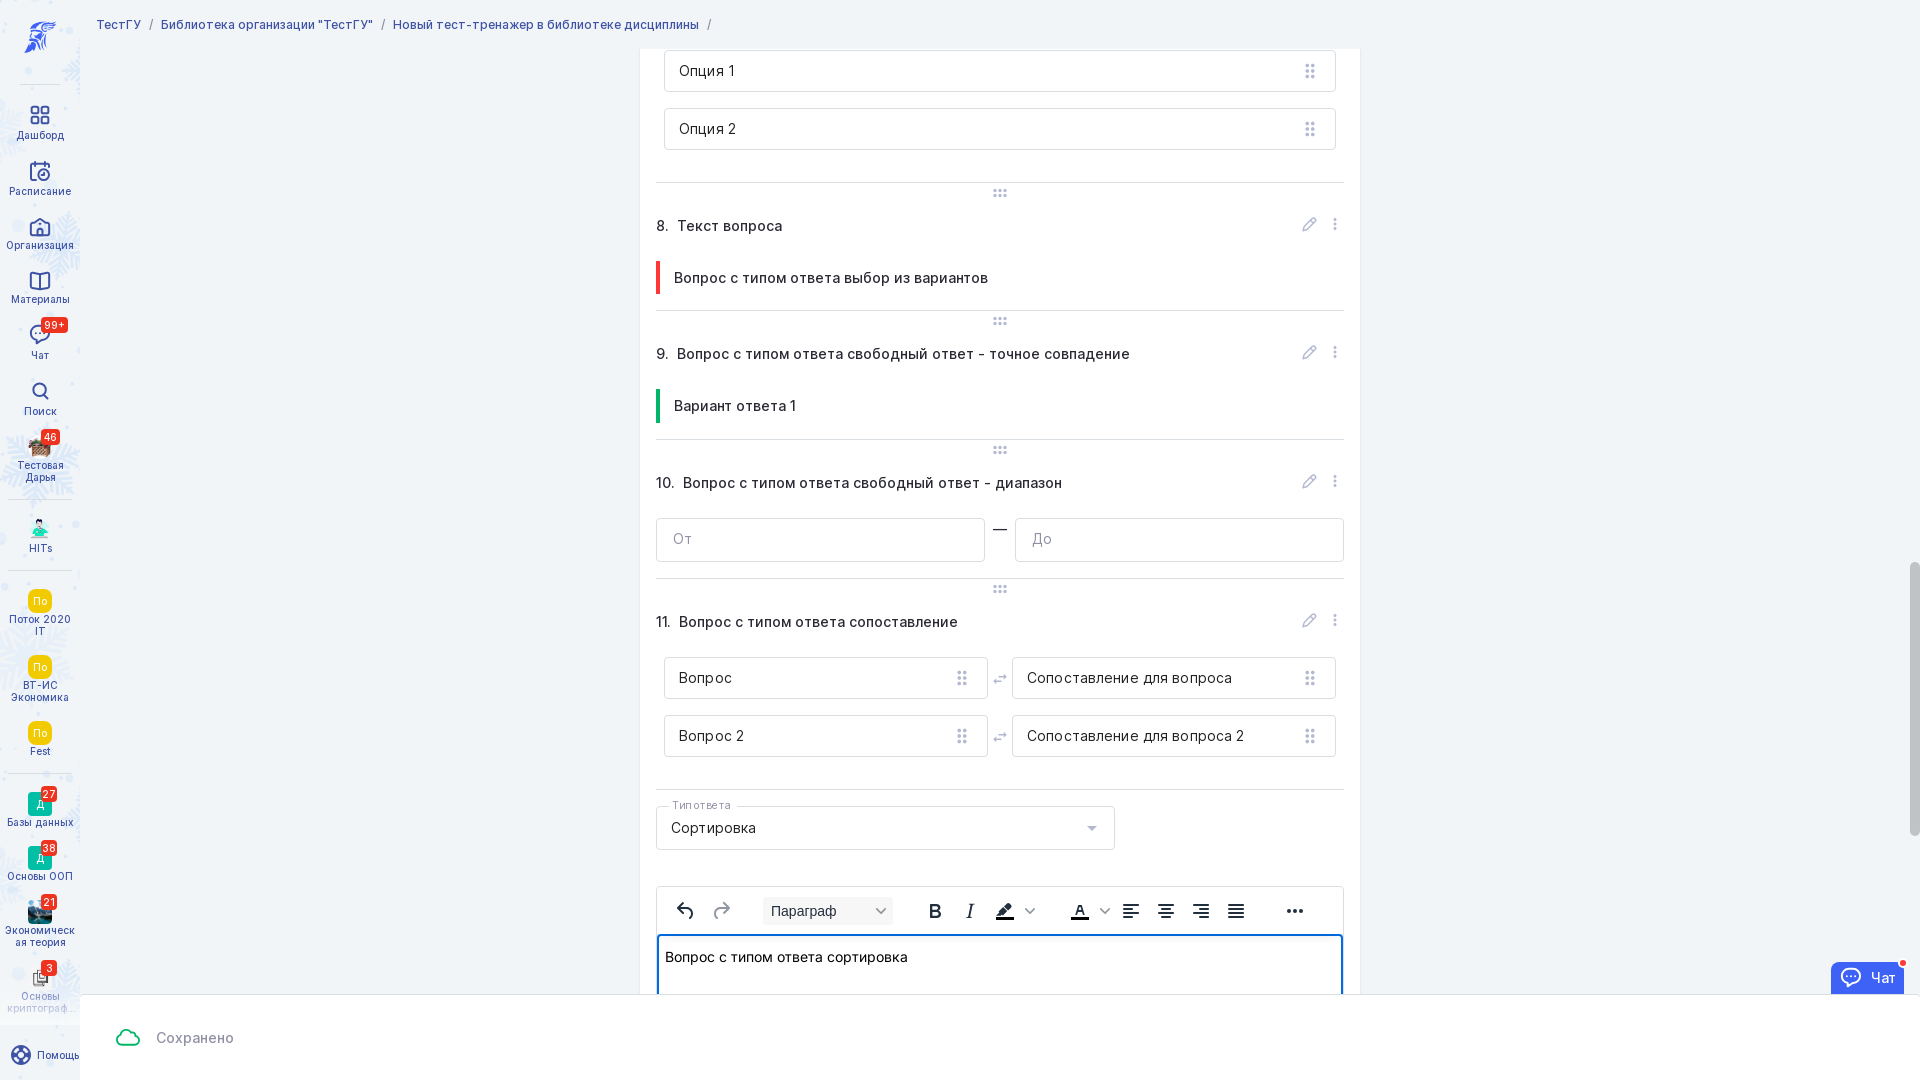 ТестГУ / Библиотека организации "ТестГУ" / Новый тест-тренажер в библиотеке дисциплины /
Дашборд
Расписание
Организация
Материалы
99+
Чат
Поиск
46
Тестовая
Дарья
HITs
По
Поток 2020
IT
По
ВТ-ИС
Экономика
По
Fest
27
Д
Базы данных
38
Д
Основы ООП
21
Экономическ
ая теория
3
Основы
криптограф...
Помощь
Опция 1
Опция 2
8. Текст вопроса
Вопрос с типом ответа выбор из вариантов
9. Вопрос с типом ответа свободный ответ - точное совпадение
Вариант ответа 1
10. Вопрос с типом ответа свободный ответ - диапазон
От — До
11. Вопрос с типом ответа сопоставление
Вопрос Сопоставление для вопроса
Вопрос 2 Сопоставление для вопроса 2
Тип ответа
Сортировка
Параграф B I A
Вопрос с типом ответа сортировка
Чат
Сохранено